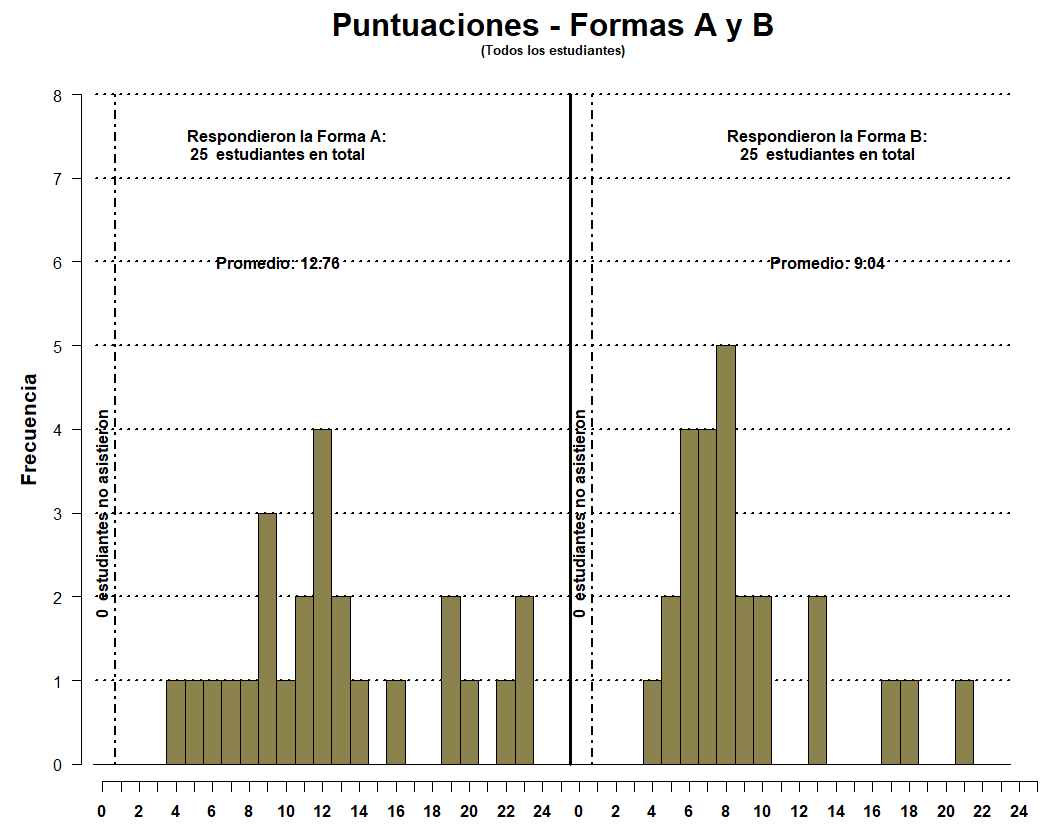 Puntuaciones - Formas A y B
(Todos los estudiantes)
Respondieron la Forma A:
25 estudiantes en total
Promedio: 12.76
Respondieron la Forma B:
25 estudiantes en total
Promedio: 9.04
Frecuencia
8
7
6
5
4
3
2
1
0
0 estudiantes no asistieron
0 estudiantes no asistieron
0 2 4 6 8 10 12 14 16 18 20 22 24 0 2 4 6 8 10 12 14 16 18 20 22 24